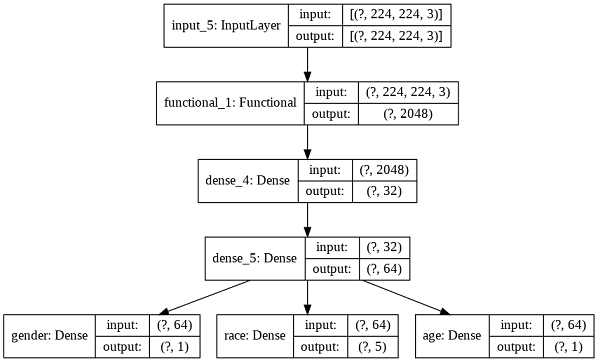 input_5: InputLayer
input:
[(?, 224, 224, 3)]
output:
[(?, 224, 224, 3)]
functional_1: Functional
input:
(?, 224, 224, 3)
output:
(?, 2048)
dense_4: Dense
input:
(?, 2048)
output:
(?, 32)
dense_5: Dense
input:
(?, 32)
output:
(?, 64)
gender: Dense
input:
(?, 64)
output:
(?, 1)
race: Dense
input:
(?, 64)
output:
(?, 5)
age: Dense
input:
(?, 64)
output:
(?, 1)